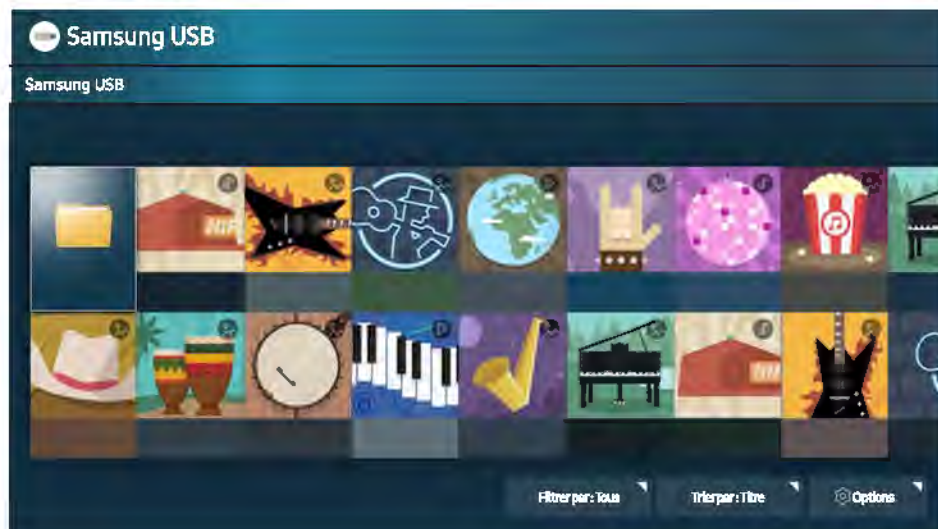 Samsung USB
Samsung USB
Filtrer par : Tous
Trier par : Titre
Options